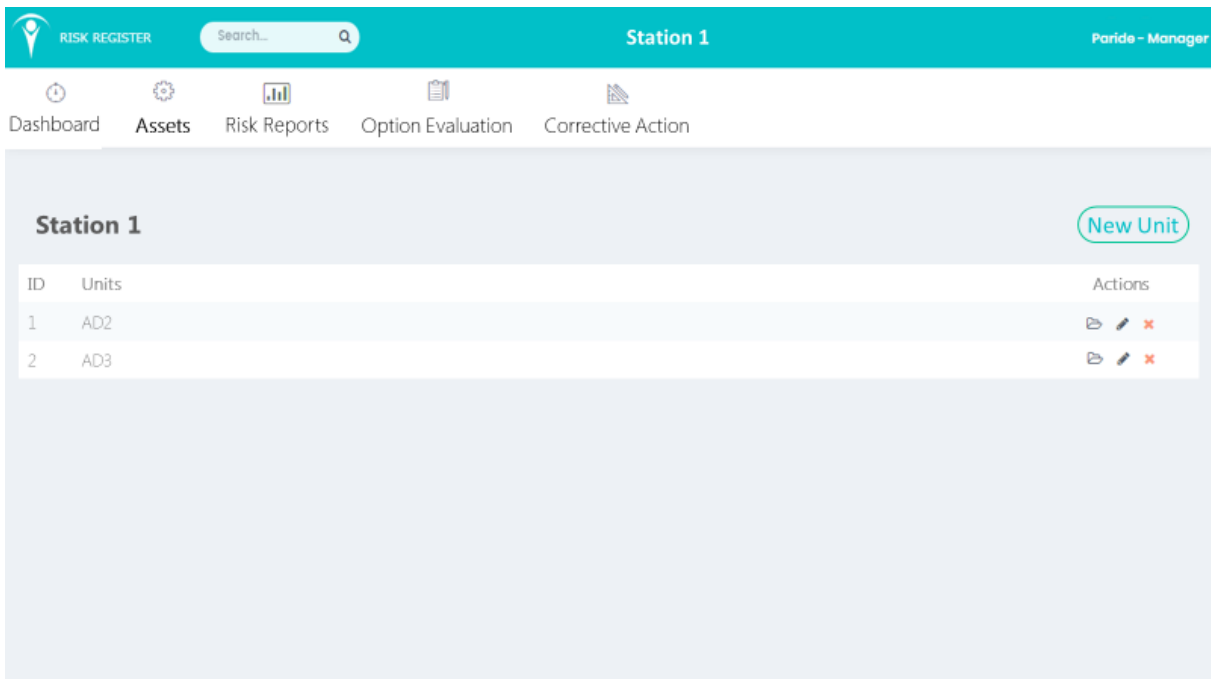 RISK REGISTER Search... Station 1 Paride - Manager
Dashboard Assets Risk Reports Option Evaluation Corrective Action
Station 1 New Unit
ID Units Actions
1 AD2
2 AD3